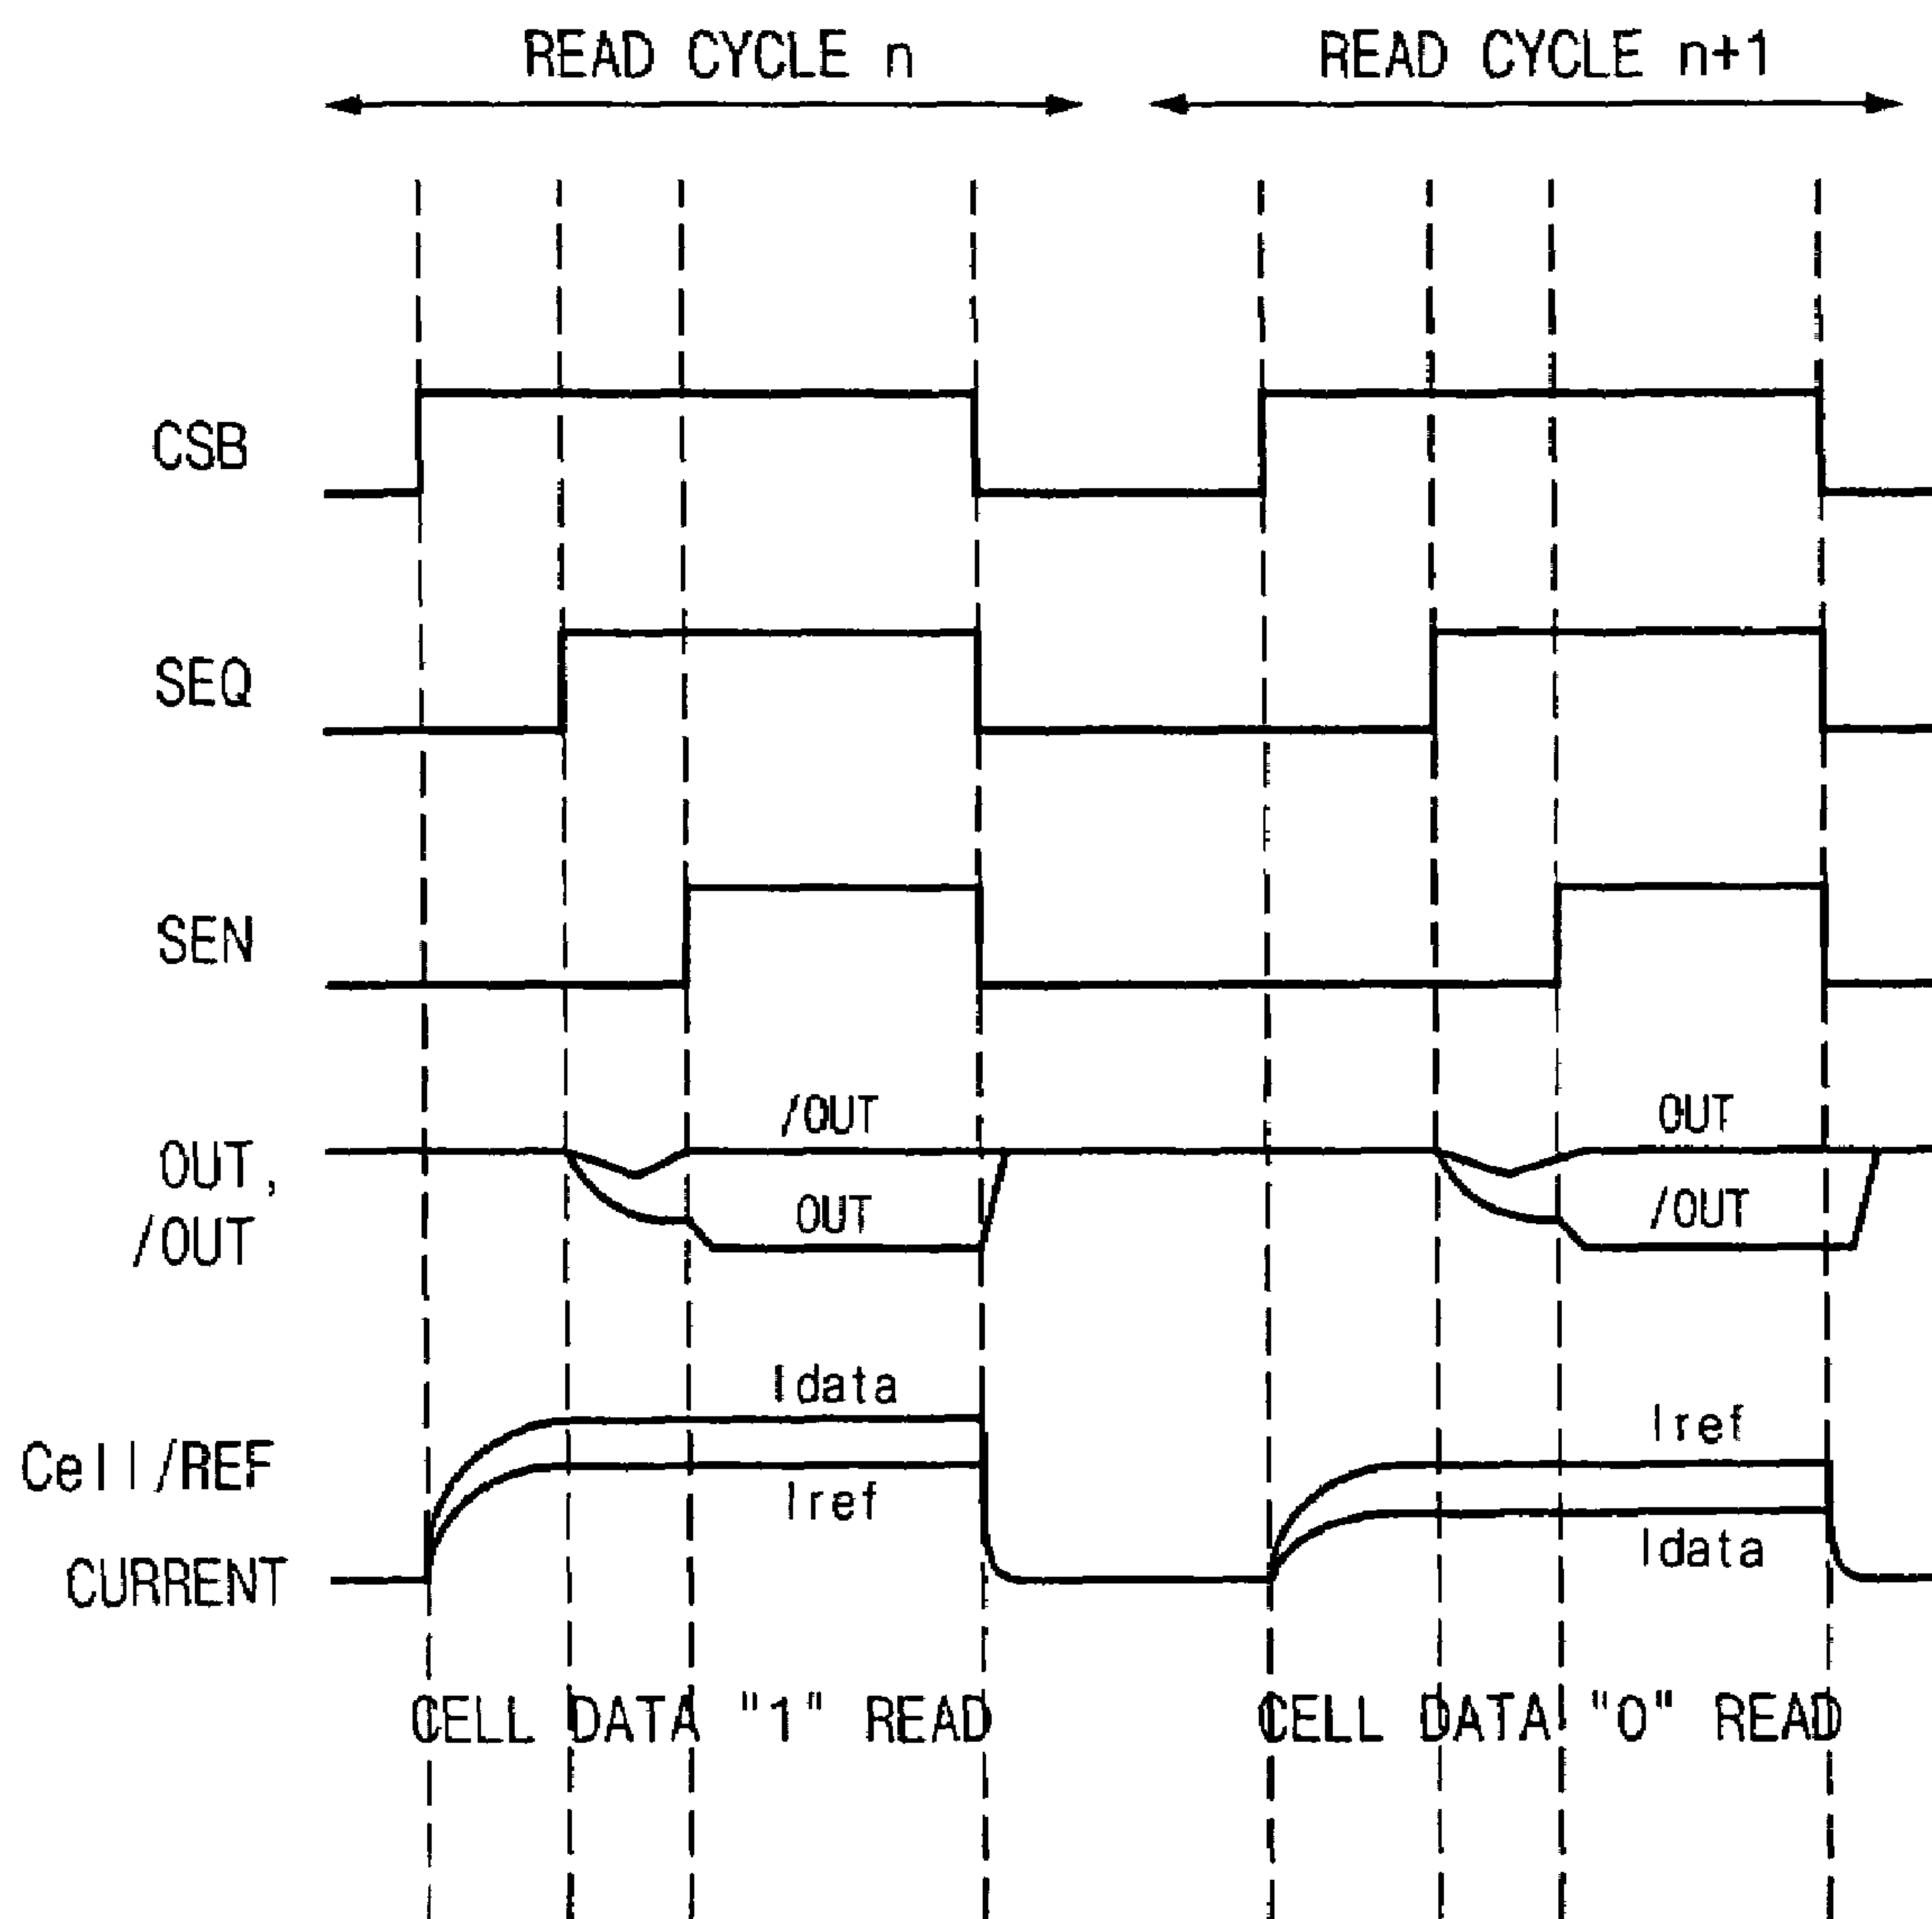 READ CYCLE n
READ CYCLE n+1
CSB
SEQ
SEN
/OUT
OUT
OUT,
/OUT
OUT
/OUT
Idata
Iref
Cell/REF
Iref
Idata
CURRENT
CELL DATA "1" READ
CELL DATA "0" READ